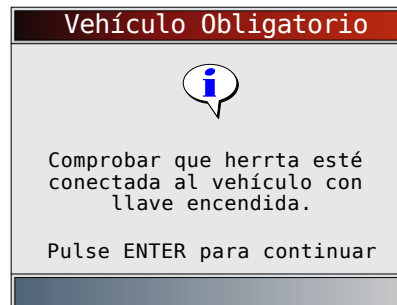 Vehículo Obligatorio
i
Comprobar que herrta esté
conectada al vehículo con
llave encendida.
Pulse ENTER para continuar